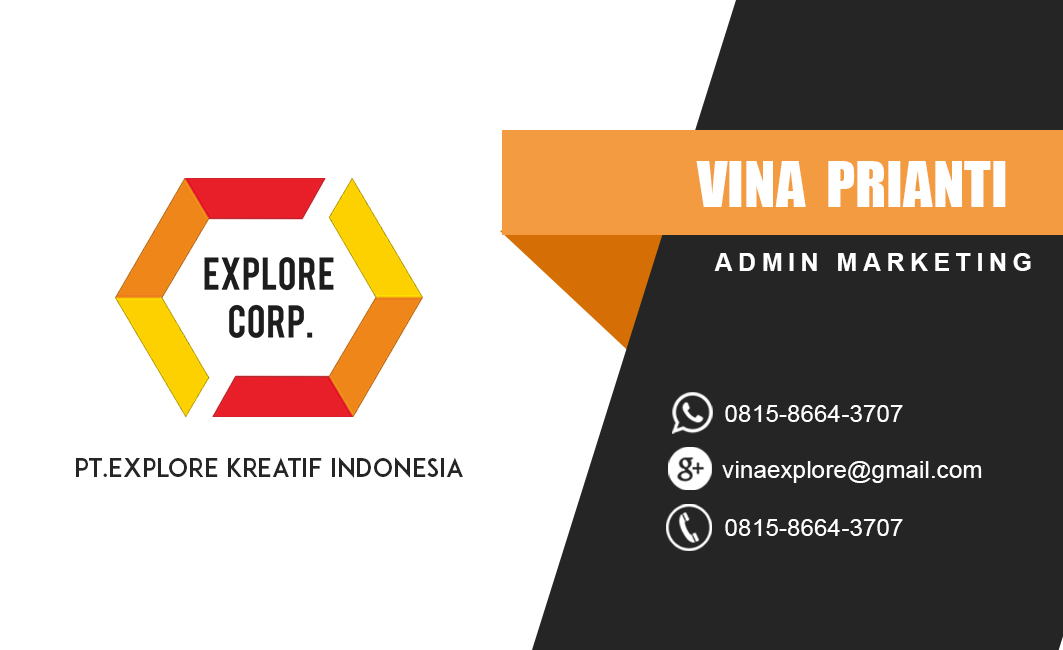 EXPLORE
CORP.
PT.EXPLORE KREATIF INDONESIA
VINA PRIANTI
ADMIN MARKETING
0815-8664-3707
g+ vinaexplore@gmail.com
0815-8664-3707